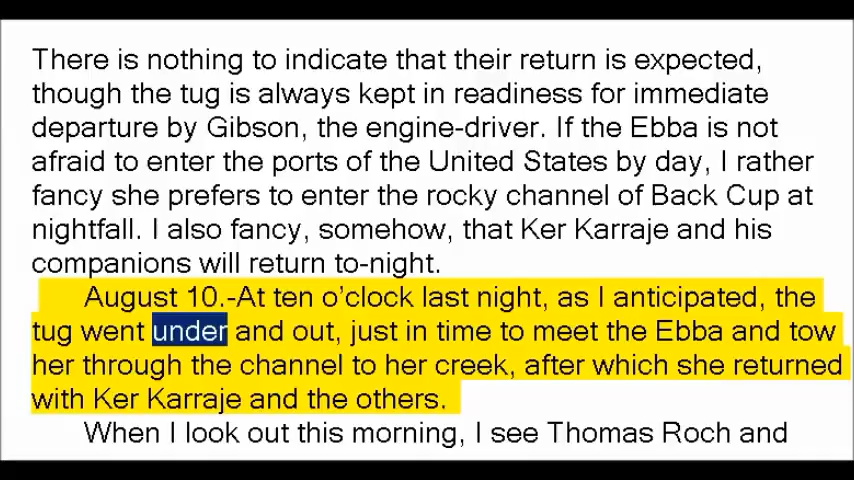 There is nothing to indicate that their return is expected,
though the tug is always kept in readiness for immediate
departure by Gibson, the engine-driver. If the Ebba is not
afraid to enter the ports of the United States by day, I rather
fancy she prefers to enter the rocky channel of Back Cup at
nightfall. I also fancy, somehow, that Ker Karraje and his
companions will return to-night.
August 10.-At ten o’clock last night, as I anticipated, the
tug went under and out, just in time to meet the Ebba and tow
her through the channel to her creek, after which she returned
with Ker Karraje and the others.
When I look out this morning, I see Thomas Roch and